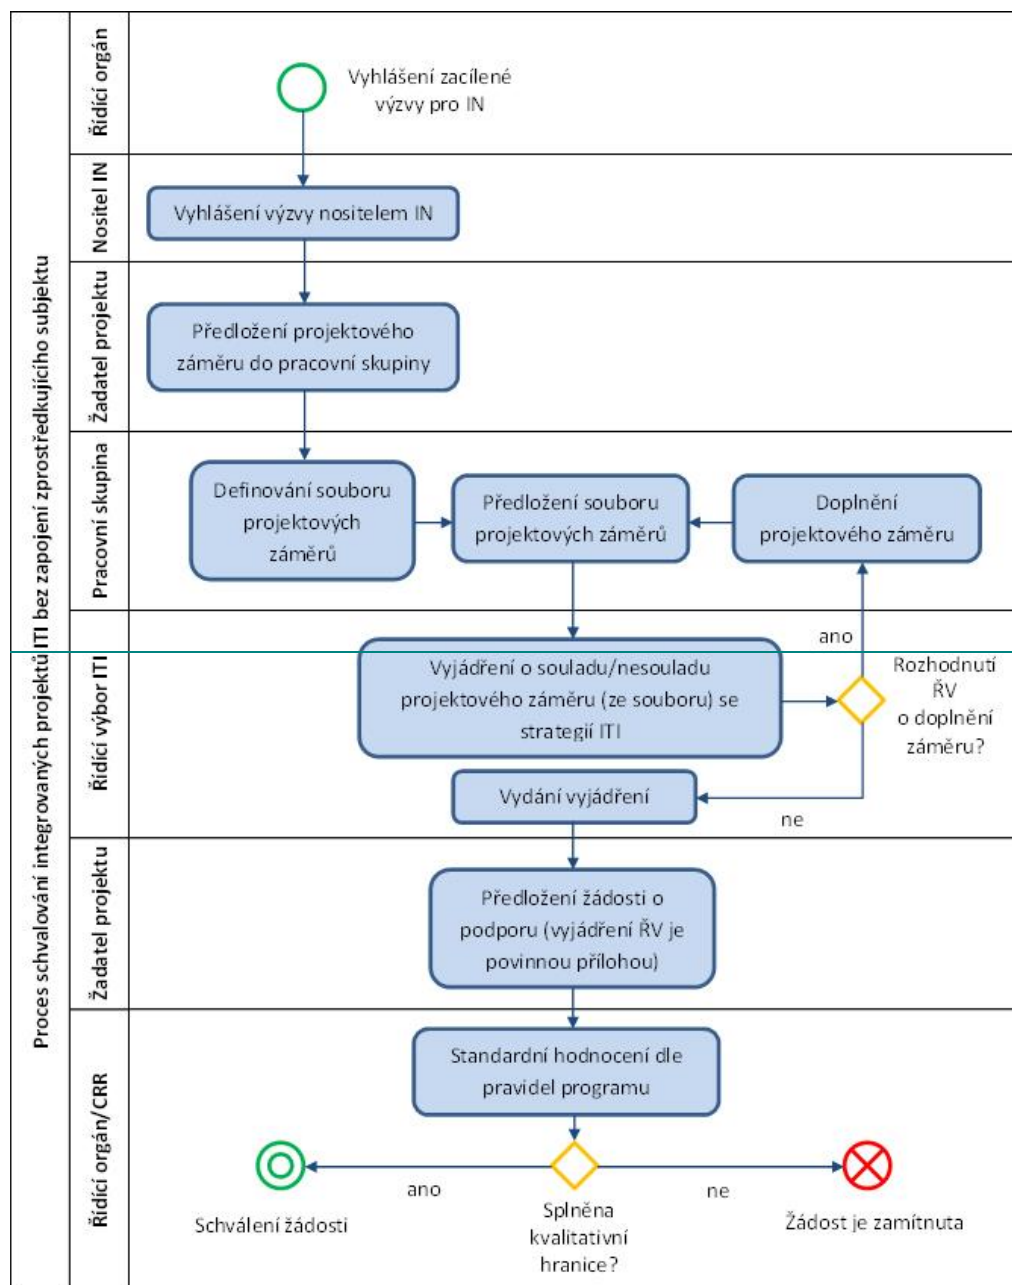 Proces schvalování integrovaných projektů ITI bez zapojení zprostředkujícího subjektu
Řídící orgán
Vyhlášení zacílené
výzvy pro IN
Nositel IN
Vyhlášení výzvy nositelem IN
Žadatel projektu
Předložení projektového
záměru do pracovní skupiny
Pracovní skupina
Definování souboru
projektových
záměrů
Předložení souboru
projektových záměrů
Doplnění
projektového záměru
Řídící výbor ITI
ano
Vyjádření o souladu/nesouladu
projektového záměru (ze souboru) se
strategií ITI
Rozhodnutí
ŘV
o doplnění
záměru?
Vydání vyjádření
ne
Žadatel projektu
Předložení žádosti o
podporu (vyjádření ŘV je
povinnou přílohou)
Řídící orgán/CRR
Standardní hodnocení dle
pravidel programu
ano
ne
Schválení žádosti
Splněna
kvalitativní
hranice?
Žádost je zamítnuta